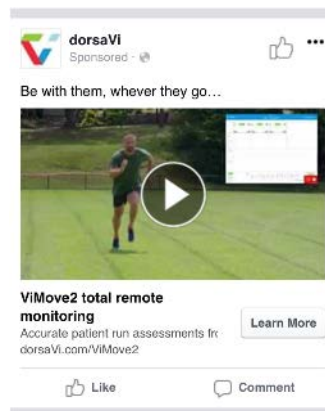 dorsaVi
Sponsored ·
Be with them, whever they go…
ViMove2 total remote
monitoring
Accurate patient run assessments fr
dorsaVi.com/ViMove2
Learn More
Like
Comment